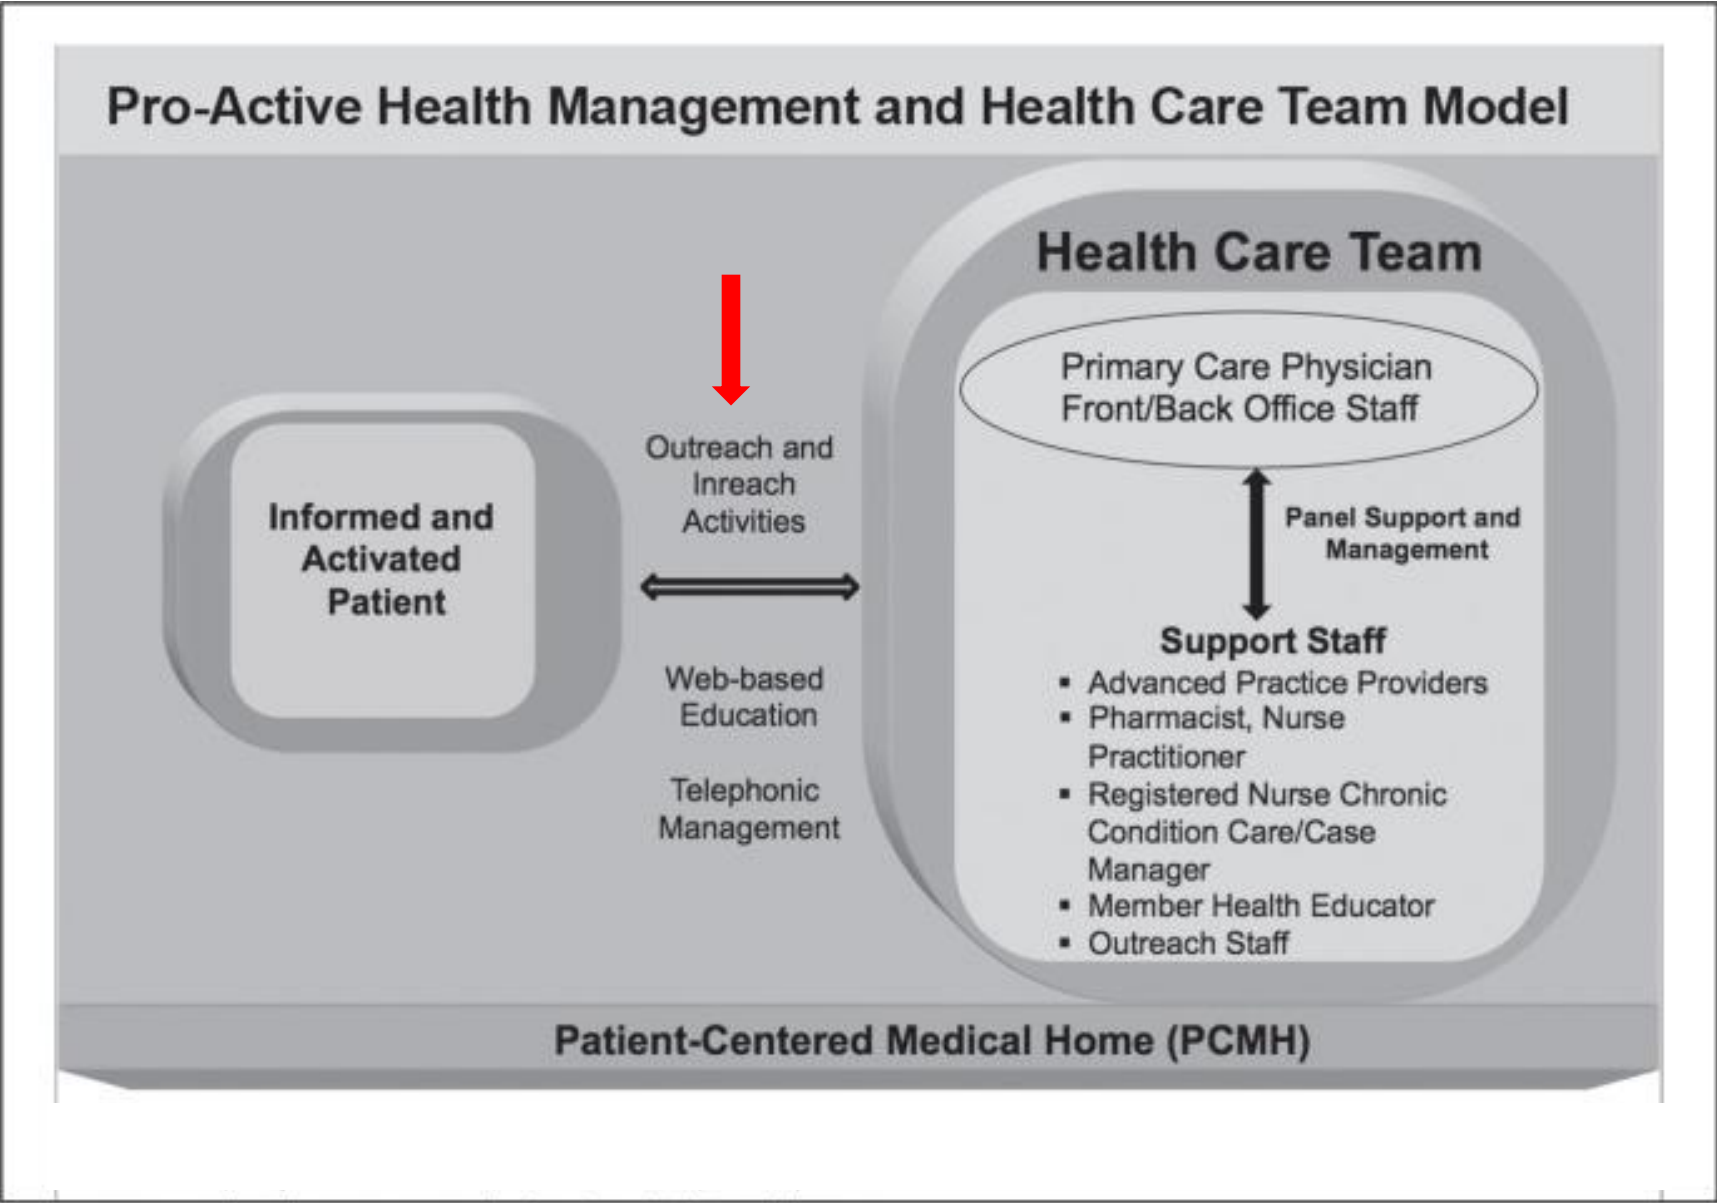 Pro-Active Health Management and Health Care Team Model
Informed and
Activated
Patient
Outreach and
Inreach
Activities
Web-based
Education
Telephonic
Management
Health Care Team
Primary Care Physician
Front/Back Office Staff
Panel Support and
Management
Support Staff
▪ Advanced Practice Providers
▪ Pharmacist, Nurse
Practitioner
▪ Registered Nurse Chronic
Condition Care/Case
Manager
▪ Member Health Educator
▪ Outreach Staff
Patient-Centered Medical Home (PCMH)